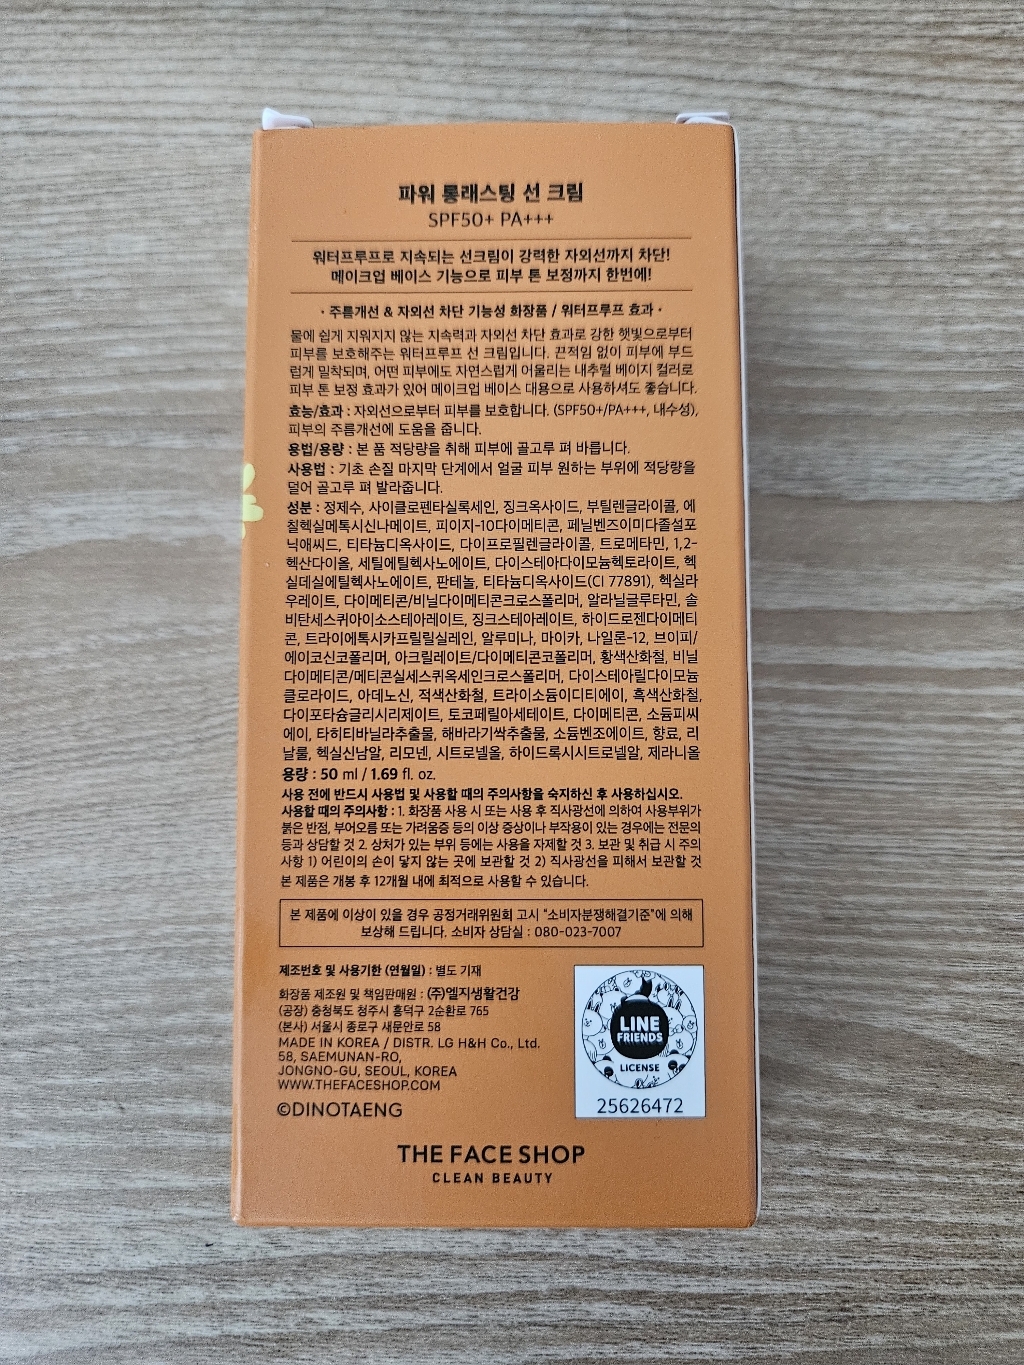 파워 롱래스팅 선 크림
SPF50+ PA+++
워터프루프로 지속되는 선크림이 강력한 자외선까지 차단!
메이크업 베이스 기능으로 피부 톤 보정까지 한번에!
· 주름개선 & 자외선 차단 기능성 화장품 / 워터프루프 효과 ·
물에 쉽게 지워지지 않는 지속력과 자외선 차단 효과로 강한 햇빛으로부터
피부를 보호해주는 워터프루프 선 크림입니다. 끈적임 없이 피부에 부드
럽게 밀착되며, 어떤 피부에도 자연스럽게 어울리는 내추럴 베이지 컬러로
피부 톤 보정 효과가 있어 메이크업 베이스 대용으로 사용하셔도 좋습니다.
효능/효과 : 자외선으로부터 피부를 보호합니다. (SPF50+/PA+++, 내수성),
피부의 주름개선에 도움을 줍니다.
용법/용량 : 본 품 적당량을 취해 피부에 골고루 펴 바릅니다.
사용법 : 기초 손질 마지막 단계에서 얼굴 피부 원하는 부위에 적당량을
덜어 골고루 펴 발라줍니다.
성분 : 정제수, 사이클로펜타실록세인, 징크옥사이드, 부틸렌글라이콜, 에
칠헥실메톡시신나메이트, 피이지-10다이메티콘, 페닐벤즈이미다졸설포
닉애씨드, 티타늄디옥사이드, 다이프로필렌글라이콜, 트로메타민, 1,2-
헥산다이올, 세틸에틸헥사노에이트, 다이스테아다이모늄헥토라이트, 헥
실데실에틸헥사노에이트, 판테놀, 티타늄디옥사이드(CI 77891), 헥실라
우레이트, 다이메티콘/비닐다이메티콘크로스폴리머, 알라닐글루타민, 솔
비탄세스퀴아이소스테아레이트, 징크스테아레이트, 하이드로젠다이메티
콘, 트라이에톡시카프릴릴실레인, 알루미나, 마이카, 나일론-12, 브이피/
에이코신코폴리머, 아크릴레이트/다이메티콘코폴리머, 황색산화철, 비닐
다이메티콘/메티콘실세스퀴옥세인크로스폴리머, 다이스테아릴다이모늄
클로라이드, 아데노신, 적색산화철, 트라이소듐이디티에이, 흑색산화철,
다이포타슘글리시리제이트, 토코페릴아세테이트, 다이메티콘, 소듐피씨
에이, 타히티바닐라추출물, 해바라기싹추출물, 소듐벤조에이트, 향료, 리
날룰, 헥실신남알, 리모넨, 시트로넬올, 하이드록시시트로넬알, 제라니올
용량 : 50 ml / 1.69 fl. oz.
사용 전에 반드시 사용법 및 사용할 때의 주의사항을 숙지하신 후 사용하십시오.
사용할 때의 주의사항 : 1. 화장품 사용 시 또는 사용 후 직사광선에 의하여 사용부위가
붉은 반점, 부어오름 또는 가려움증 등의 이상 증상이나 부작용이 있는 경우에는 전문의
등과 상담할 것 2. 상처가 있는 부위 등에는 사용을 자제할 것 3. 보관 및 취급 시 주의
사항 1) 어린이의 손이 닿지 않는 곳에 보관할 것 2) 직사광선을 피해서 보관할 것
본 제품은 개봉 후 12개월 내에 최적으로 사용할 수 있습니다.
본 제품에 이상이 있을 경우 공정거래위원회 고시 "소비자분쟁해결기준"에 의해
보상해 드립니다. 소비자 상담실 : 080-023-7007
제조번호 및 사용기한 (연월일) : 별도 기재
화장품 제조원 및 책임판매원 : (주)엘지생활건강
(공장) 충청북도 청주시 흥덕구 2순환로 765
(본사) 서울시 종로구 새문안로 58
MADE IN KOREA / DISTR. LG H&H Co., Ltd.
58, SAEMUNAN-RO,
JONGNO-GU, SEOUL, KOREA
WWW.THEFACESHOP.COM
©DINOTAENG
LINE
FRIENDS
LICENSE
25626472
THE FACE SHOP
CLEAN BEAUTY